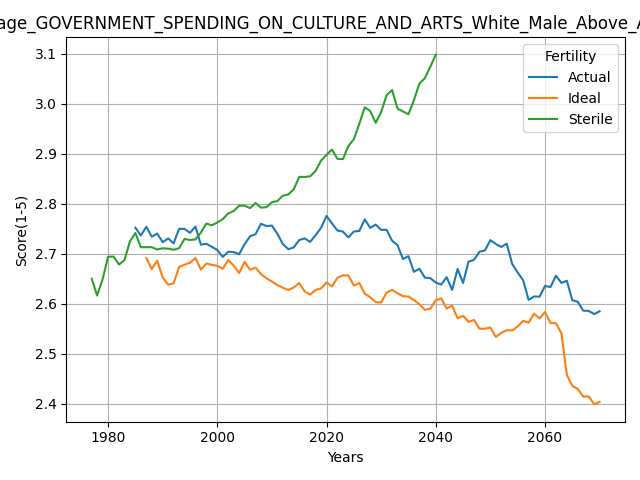 age_GOVERNMENT_SPENDING_ON_CULTURE_AND_ARTS_White_Male_Above_A
Fertility
Actual
Ideal
Sterile
Score(1-5)
3.1
3.0
2.9
2.8
2.7
2.6
2.5
2.4
1980 2000 2020 2040 2060
Years